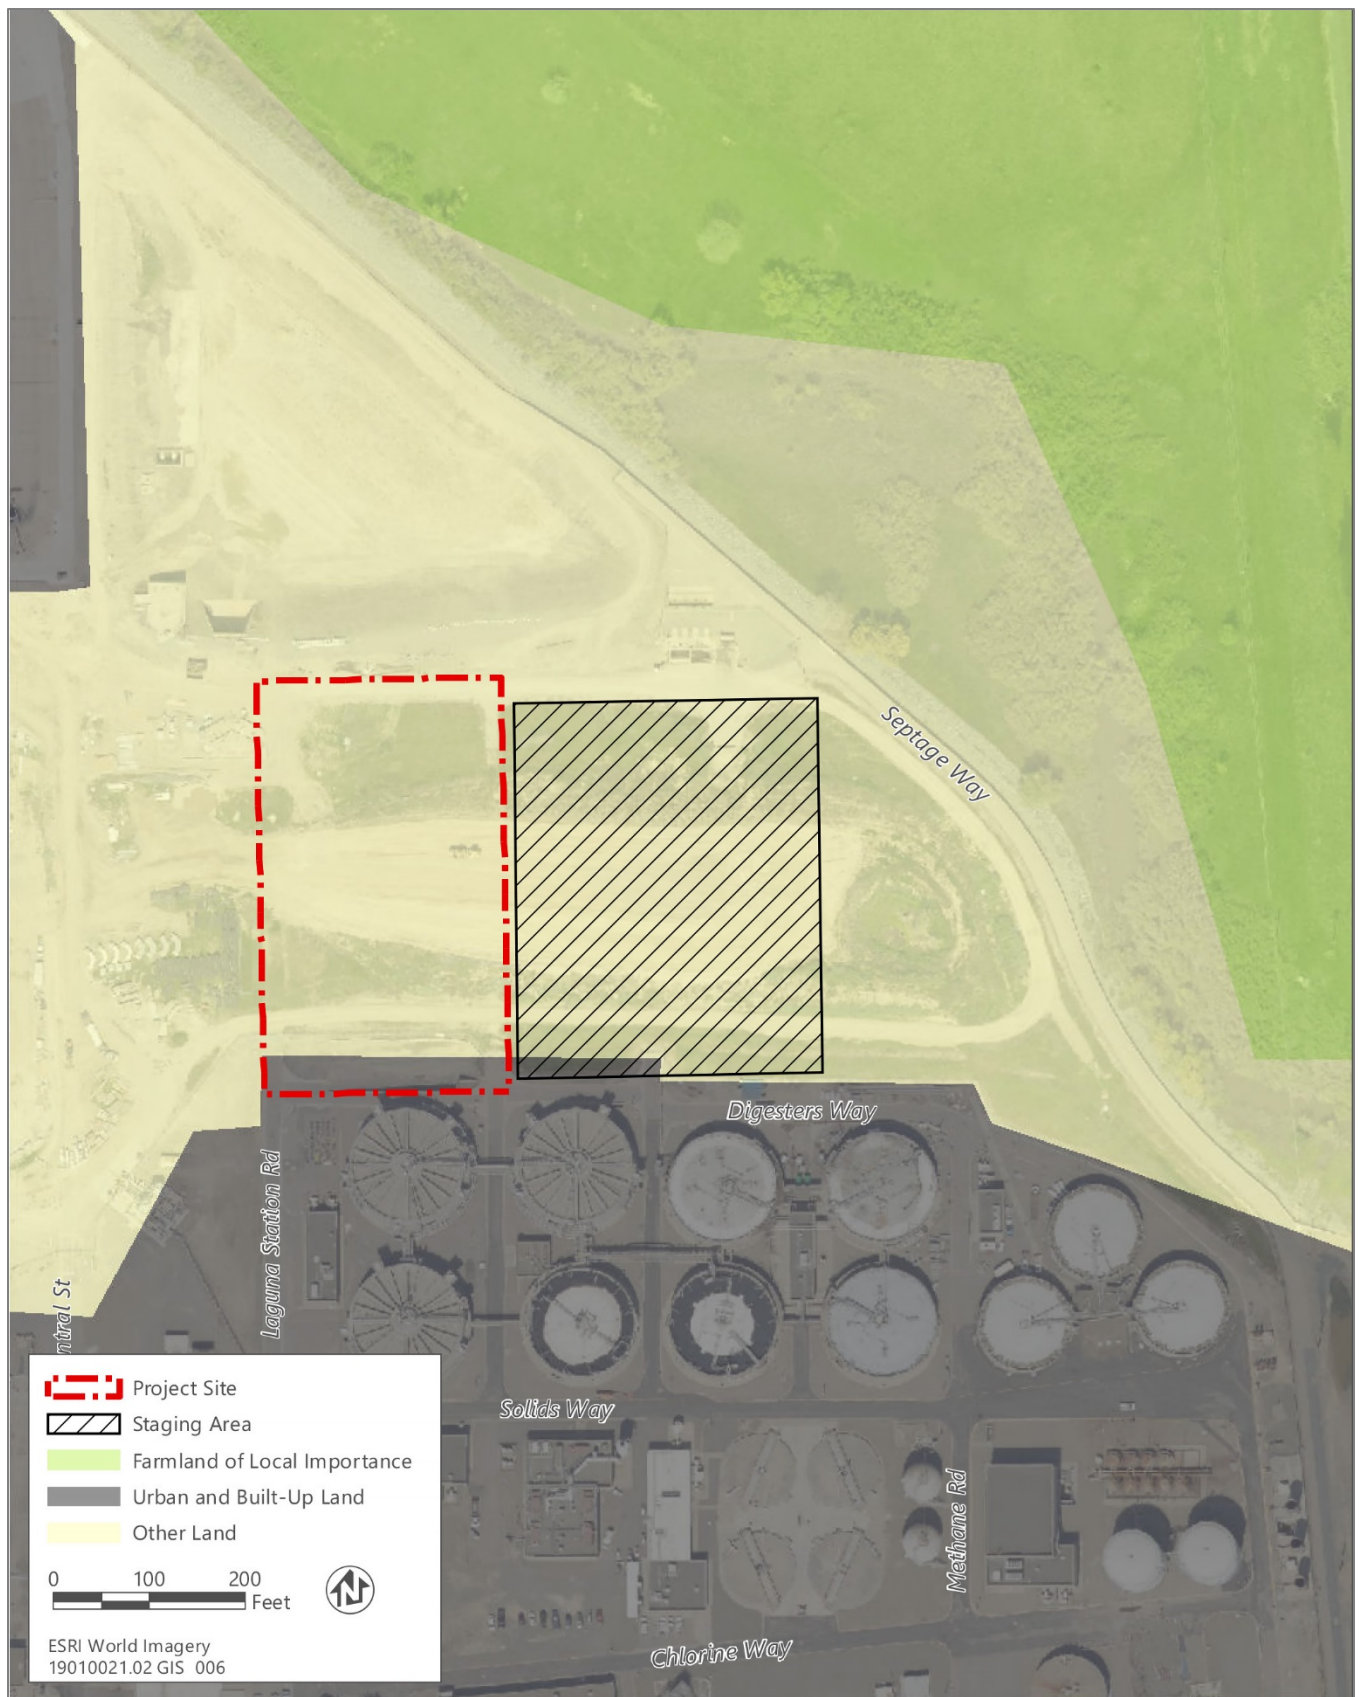 Septage Way
Digesters Way
Laguna Station Rd
ntral St
Solids Way
Methane Rd
Chlorine Way
Project Site
Staging Area
Farmland of Local Importance
Urban and Built-Up Land
Other Land
0 100 200
Feet
N
ESRI World Imagery
19010021.02 GIS 006